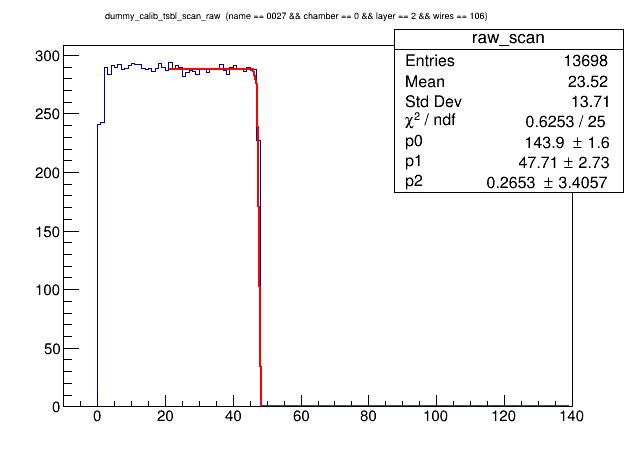 dummy_calib_tsbl_scan_raw (name == 0027 && chamber == 0 && layer == 2 && wires == 106)
raw_scan
Entries 13698
Mean 23.52
Std Dev 13.71
χ² / ndf 0.6253 / 25
p0 143.9 ± 1.6
p1 47.71 ± 2.73
p2 0.2653 ± 3.4057
300
250
200
150
100
50
0
0 20 40 60 80 100 120 140